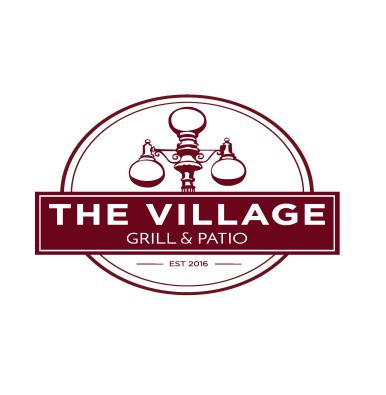 THE VILLAGE
GRILL & PATIO
EST 2016